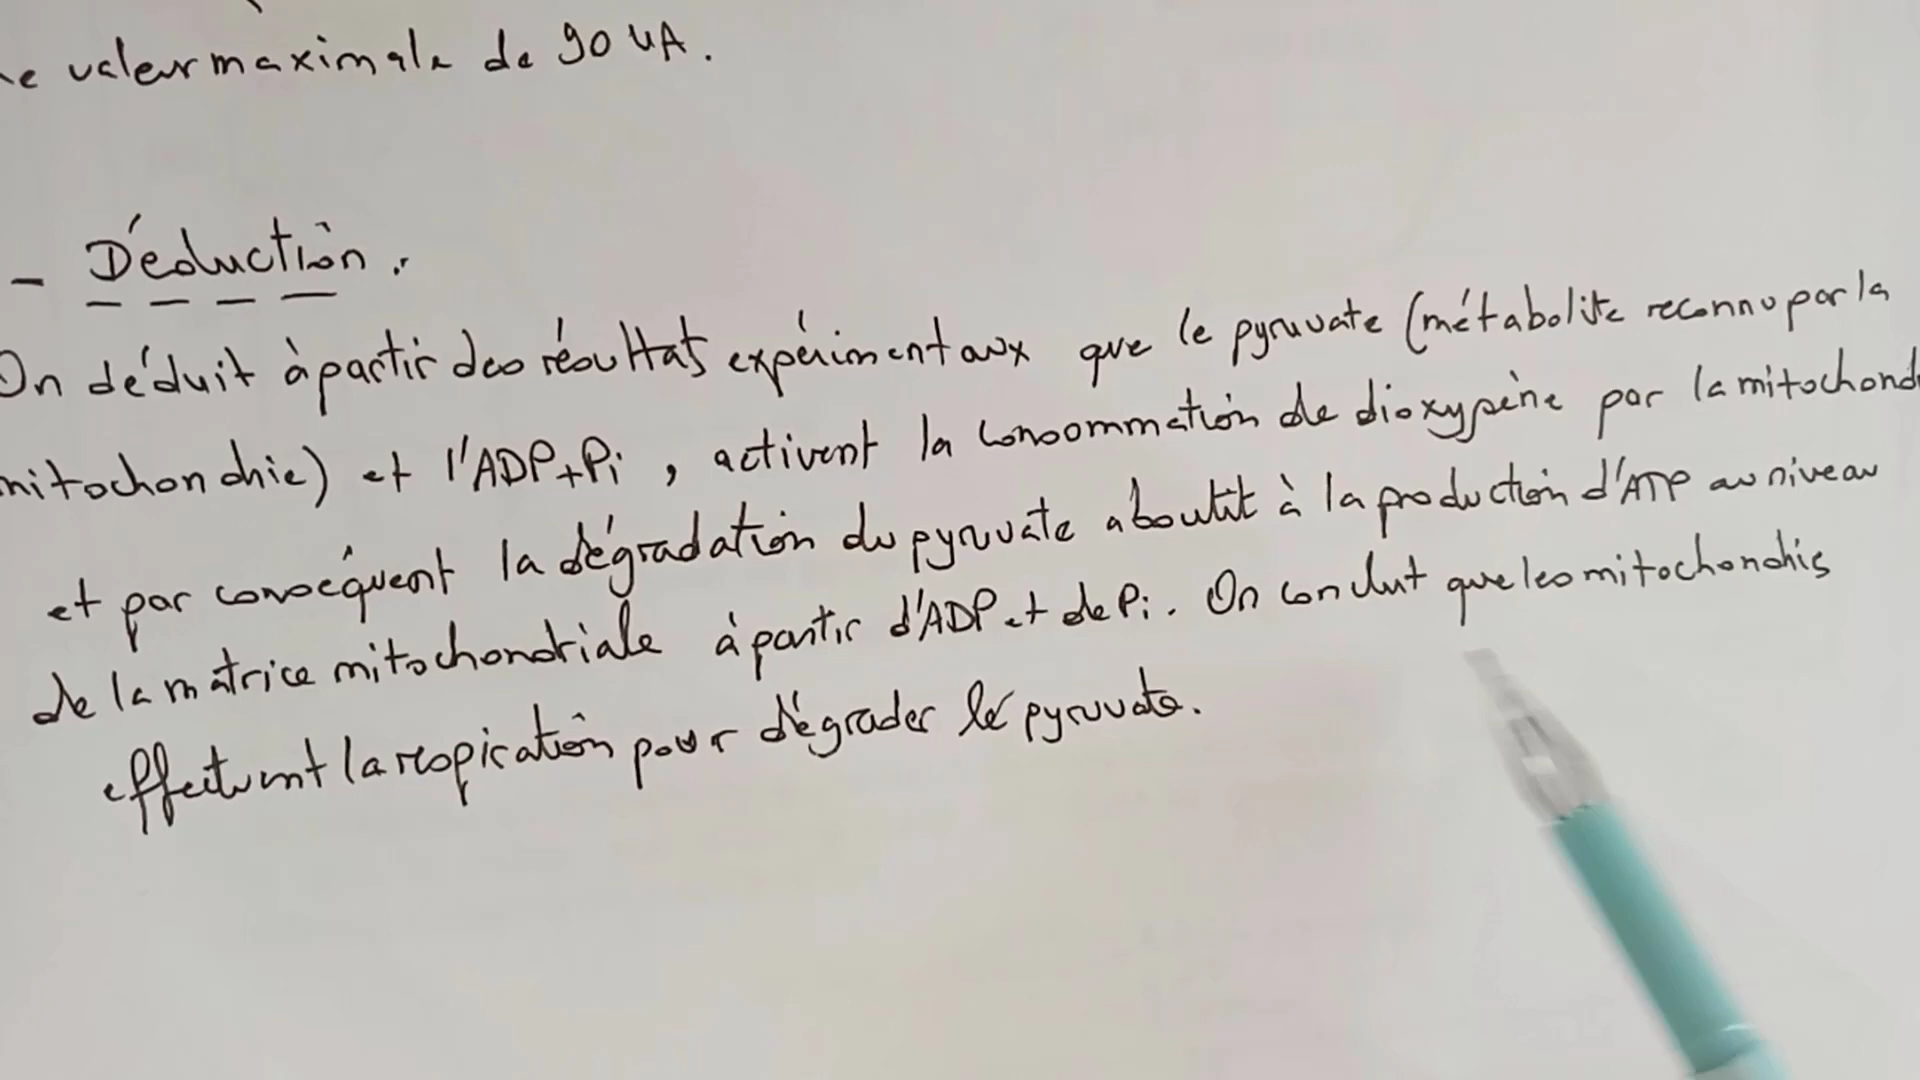 valeur maximale de 90 UA.
- Déduction.
On déduit à partir des résultats expérimentaux que le pyruvate (métabolite reconnu par la
mitochondrie) et l'ADP+Pi, activent la consommation de dioxygène par la mitochond
et par conséquent la dégradation du pyruvate aboutit à la production d'ATP au niveau
de la matrice mitochondriale à partir d'ADP et de Pi. On conclut que les mitochondries
effectuent la respiration pour dégrader le pyruvate.